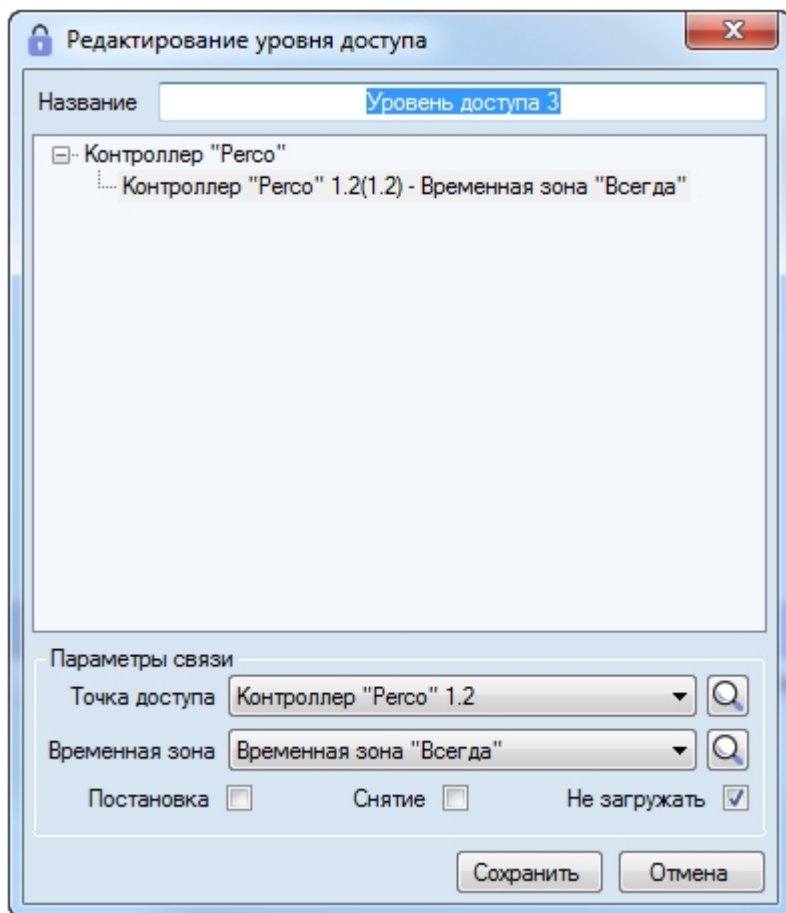 Редактирование уровня доступа
Название Уровень доступа 3
Контроллер "Perco"
Контроллер "Perco" 1.2(1.2) - Временная зона "Всегда"
Параметры связи
Точка доступа Контроллер "Perco" 1.2
Временная зона Временная зона "Всегда"
Постановка Снятие Не загружать
Сохранить Отмена